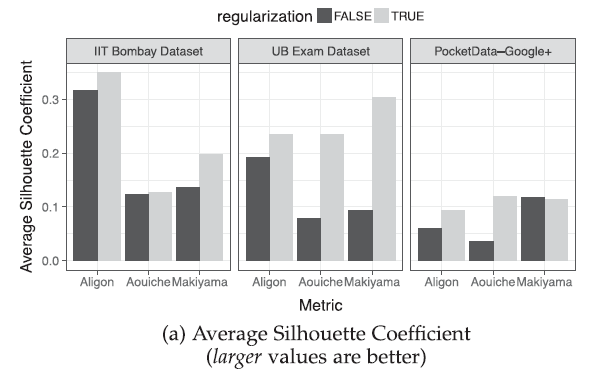 regularization FALSE TRUE
IIT Bombay Dataset UB Exam Dataset PocketData–Google+
Average Silhouette Coefficient
0.3
0.2
0.1
0.0
Aligon Aouiche Makiyama Aligon Aouiche Makiyama Aligon Aouiche Makiyama
Metric
(a) Average Silhouette Coefficient
(larger values are better)